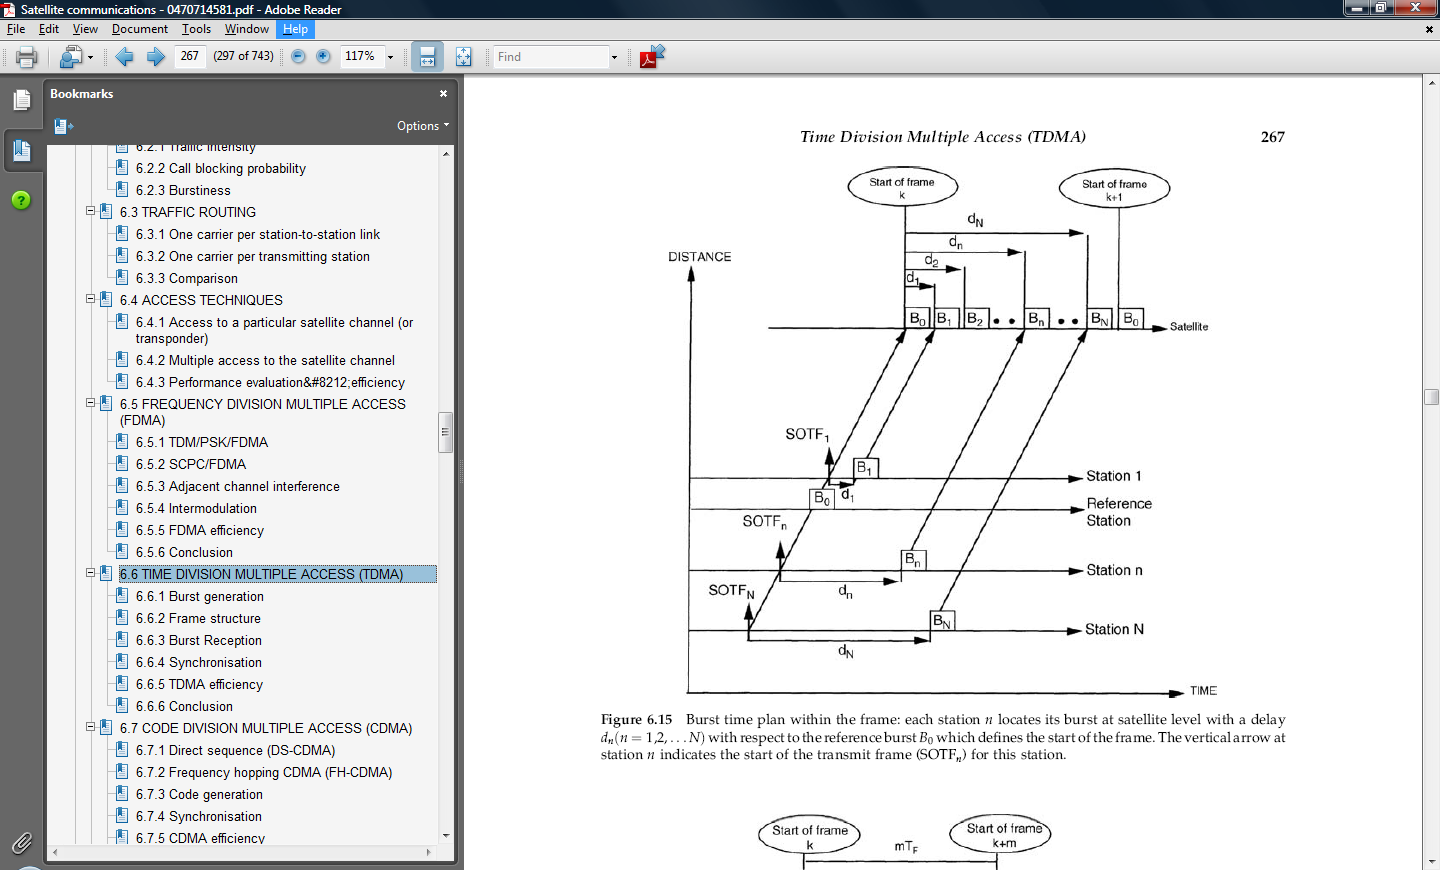 Satellite communications - 0470714581.pdf - Adobe Reader
File Edit View Document Tools Window Help
267 (297 of 743) 117% Find
Bookmarks
Options
6.2.1 Traffic intensity
6.2.2 Call blocking probability
6.2.3 Burstiness
6.3 TRAFFIC ROUTING
6.3.1 One carrier per station-to-station link
6.3.2 One carrier per transmitting station
6.3.3 Comparison
6.4 ACCESS TECHNIQUES
6.4.1 Access to a particular satellite channel (or
transponder)
6.4.2 Multiple access to the satellite channel
6.4.3 Performance evaluation&#8212;efficiency
6.5 FREQUENCY DIVISION MULTIPLE ACCESS
(FDMA)
6.5.1 TDM/PSK/FDMA
6.5.2 SCPC/FDMA
6.5.3 Adjacent channel interference
6.5.4 Intermodulation
6.5.5 FDMA efficiency
6.5.6 Conclusion
6.6 TIME DIVISION MULTIPLE ACCESS (TDMA)
6.6.1 Burst generation
6.6.2 Frame structure
6.6.3 Burst Reception
6.6.4 Synchronisation
6.6.5 TDMA efficiency
6.6.6 Conclusion
6.7 CODE DIVISION MULTIPLE ACCESS (CDMA)
6.7.1 Direct sequence (DS-CDMA)
6.7.2 Frequency hopping CDMA (FH-CDMA)
6.7.3 Code generation
6.7.4 Synchronisation
6.7.5 CDMA efficiency
Time Division Multiple Access (TDMA) 267
Start of frame
k
Start of frame
k+1
dN
dn
d2
d1
DISTANCE
B0 B1 B2 •• Bn •• BN B0
Satellite
SOTF1
B1
Station 1
B0
d1
Reference
Station
SOTFn
Bn
Station n
dn
SOTFN
BN
Station N
dN
TIME
Figure 6.15 Burst time plan within the frame: each station n locates its burst at satellite level with a delay
dn(n = 1,2, . . . N) with respect to the reference burst B0 which defines the start of the frame. The vertical arrow at
station n indicates the start of the transmit frame (SOTFn) for this station.
Start of frame
k
mTF
Start of frame
k+m